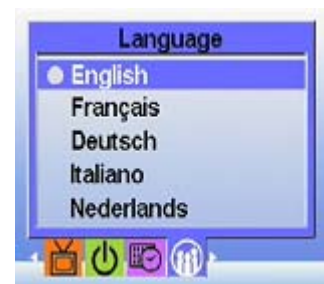 Language
English
Français
Deutsch
Italiano
Nederlands